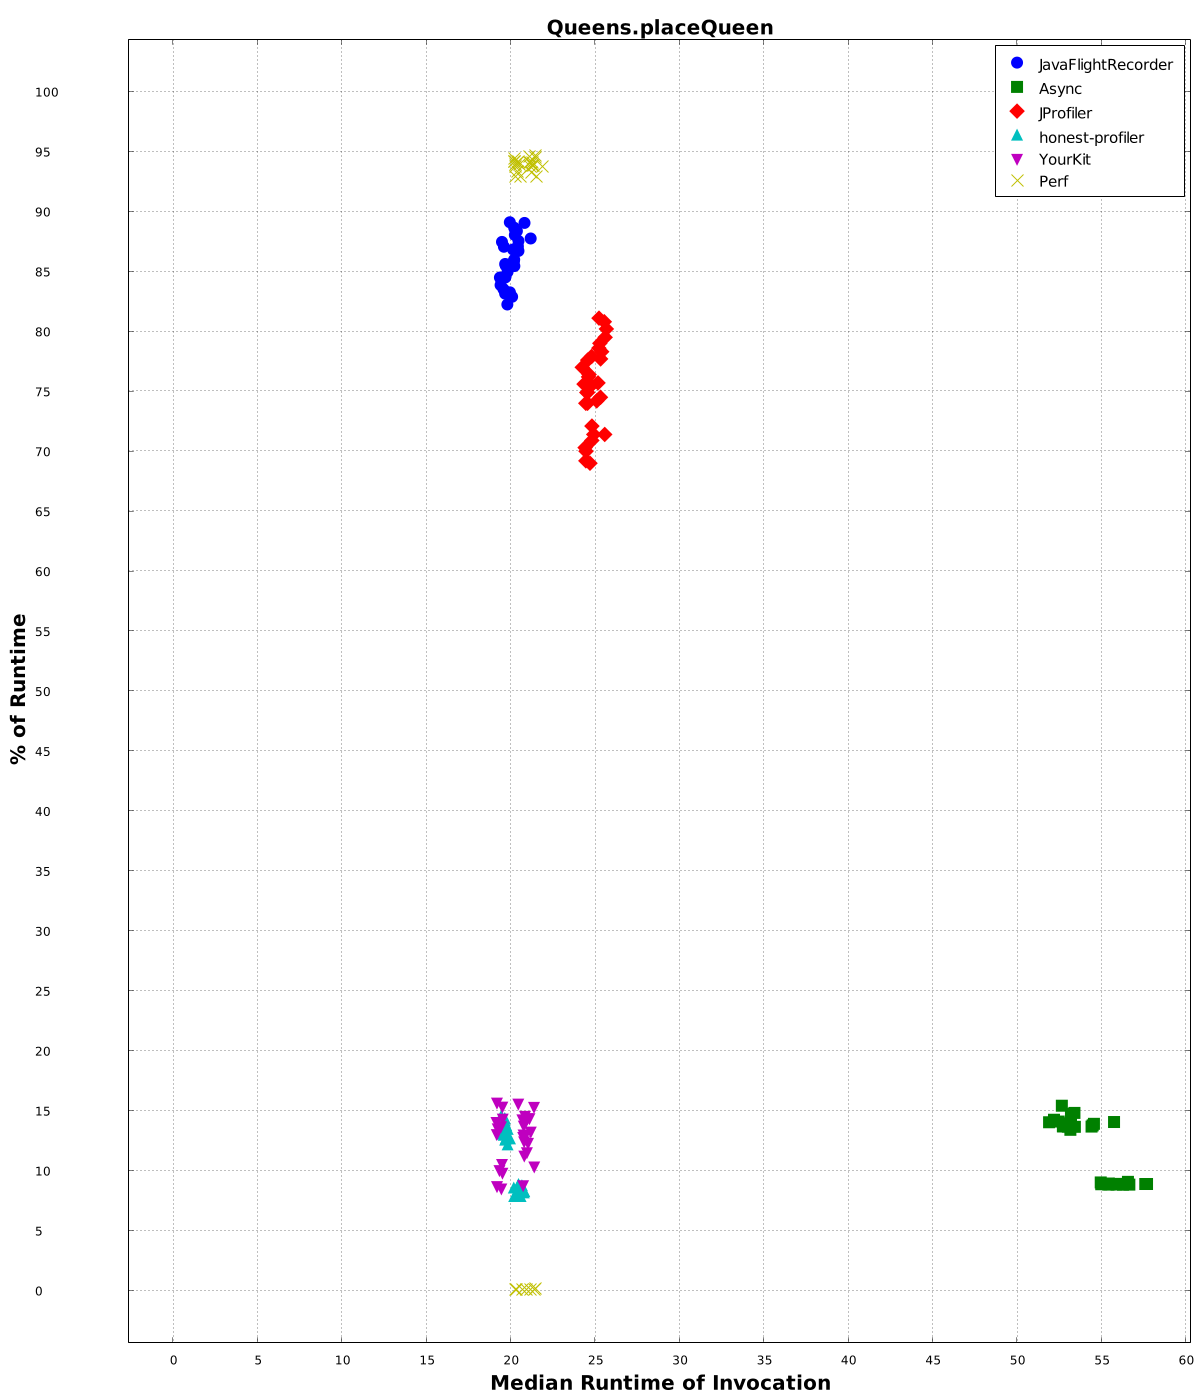 Queens.placeQueen
JavaFlightRecorder
Async
JProfiler
honest-profiler
YourKit
Perf
100
95
90
85
80
75
70
65
60
55
50
45
40
35
30
25
20
15
10
5
0
% of Runtime
0 5 10 15 20 25 30 35 40 45 50 55 60
Median Runtime of Invocation